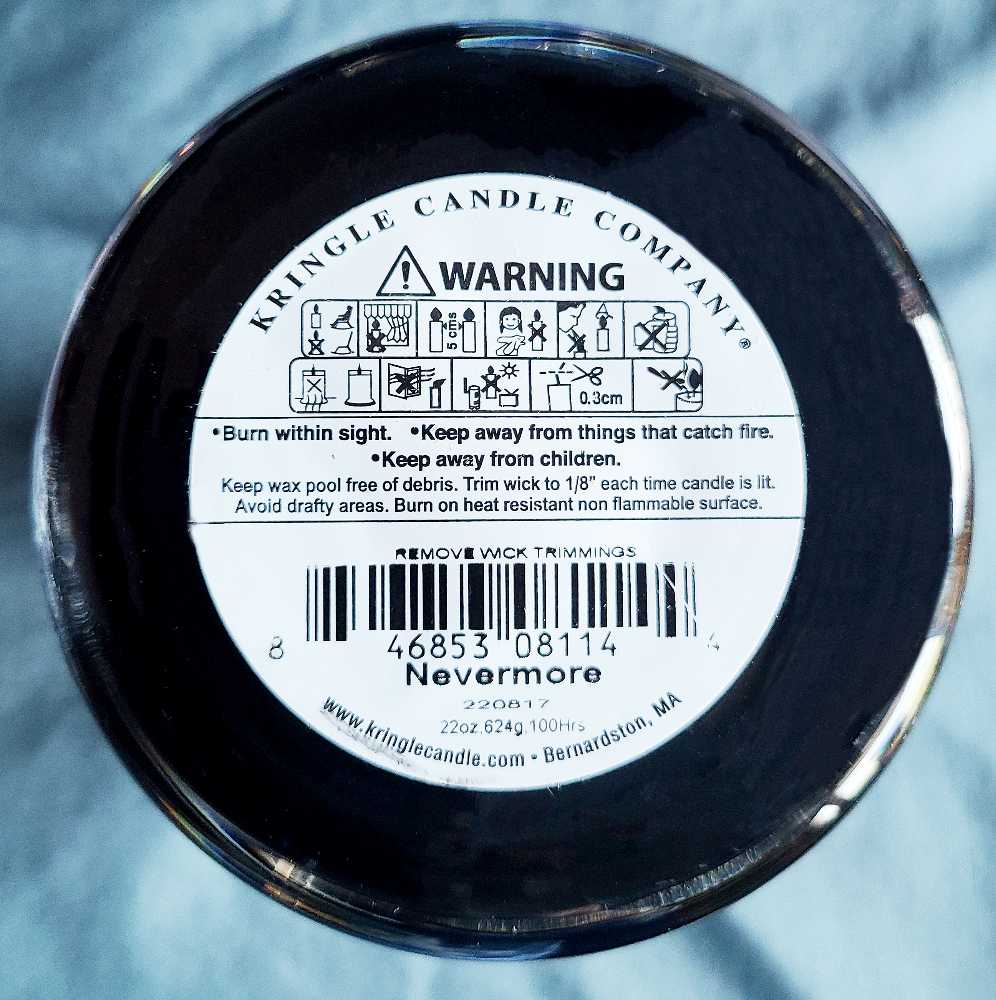 KRINGLE CANDLE COMPANY®
WARNING
5 cms
0.3cm
•Burn within sight. •Keep away from things that catch fire.
•Keep away from children.
Keep wax pool free of debris. Trim wick to 1/8" each time candle is lit.
Avoid drafty areas. Burn on heat resistant non flammable surface.
REMOVE WICK TRIMMINGS
8 46853 08114 4
Nevermore
220817
22oz.624g.100Hrs
www.kringlecandle.com • Bernardston, MA